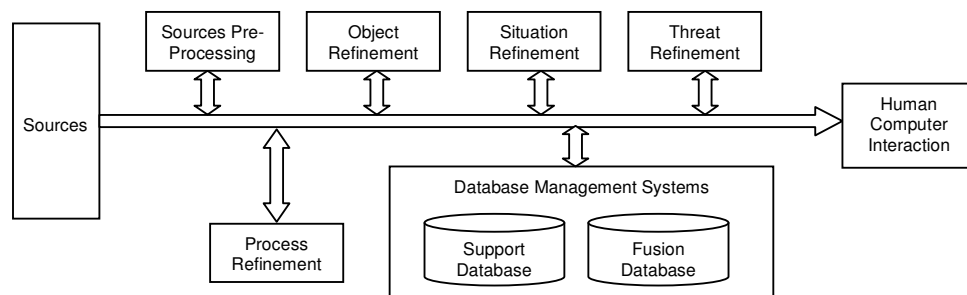 Sources
Sources Pre-
Processing
Object
Refinement
Situation
Refinement
Threat
Refinement
Human
Computer
Interaction
Process
Refinement
Database Management Systems
Support
Database
Fusion
Database